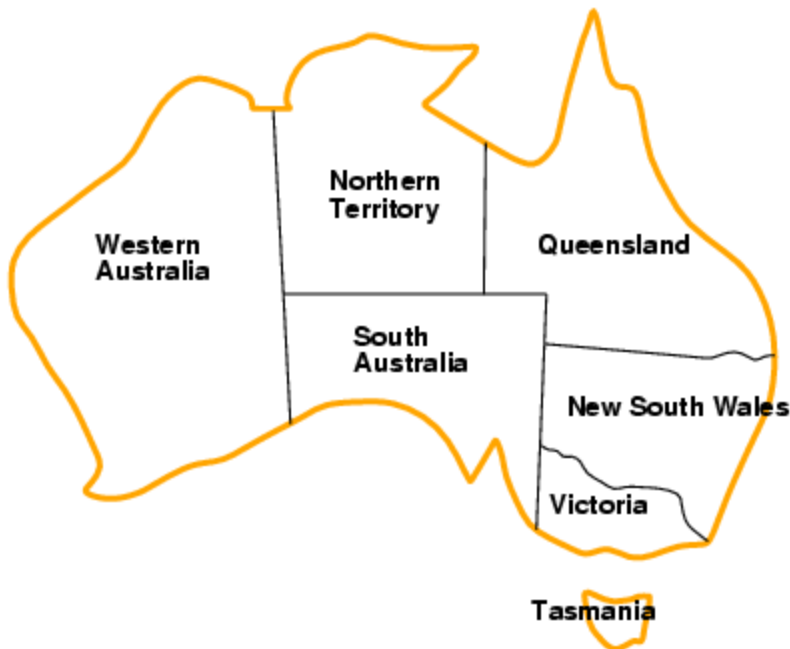 Northern
Territory
Western
Australia
Queensland
South
Australia
New South Wales
Victoria
Tasmania